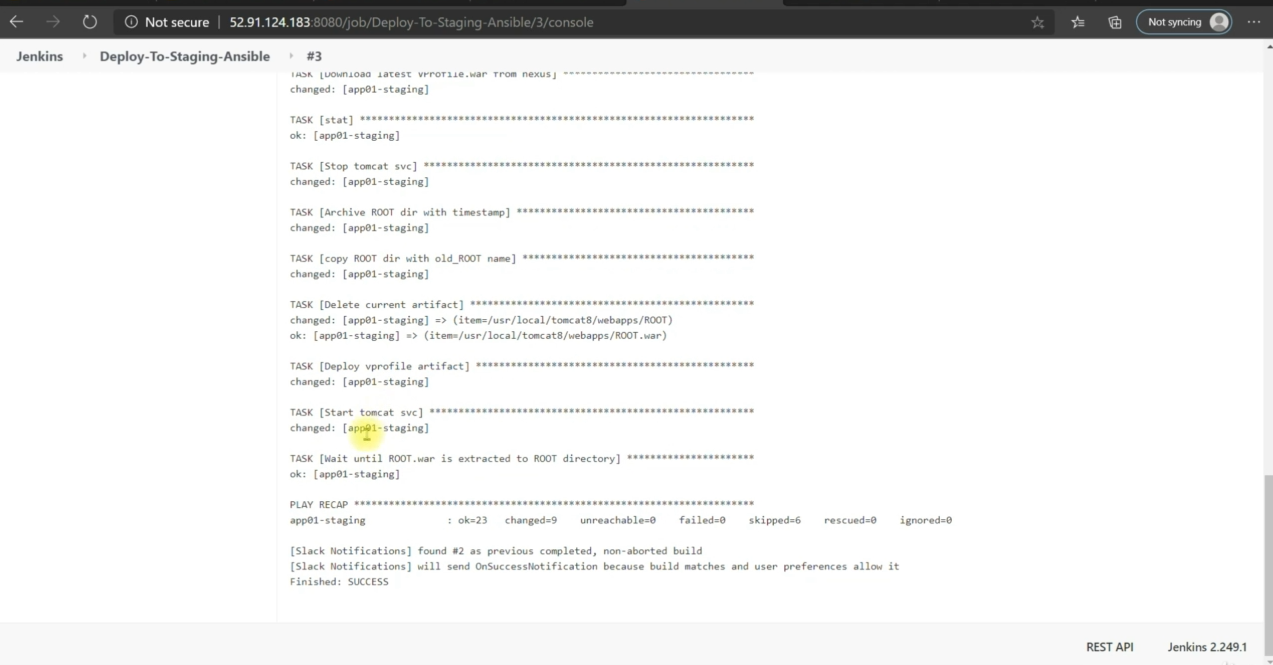 Not secure | 52.91.124.183:8080/job/Deploy-To-Staging-Ansible/3/console
Not syncing
Jenkins Deploy-To-Staging-Ansible #3
TASK [Download latest VProfile.war from nexus] **********************************
changed: [app01-staging]
TASK [stat] ********************************************************************
ok: [app01-staging]
TASK [Stop tomcat svc] *********************************************************
changed: [app01-staging]
TASK [Archive ROOT dir with timestamp] *****************************************
changed: [app01-staging]
TASK [copy ROOT dir with old_ROOT name] ****************************************
changed: [app01-staging]
TASK [Delete current artifact] *************************************************
changed: [app01-staging] => (item=/usr/local/tomcat8/webapps/ROOT)
ok: [app01-staging] => (item=/usr/local/tomcat8/webapps/ROOT.war)
TASK [Deploy vprofile artifact] ************************************************
changed: [app01-staging]
TASK [Start tomcat svc] ********************************************************
changed: [app01-staging]
TASK [Wait until ROOT.war is extracted to ROOT directory] **********************
ok: [app01-staging]
PLAY RECAP *********************************************************************
app01-staging : ok=23 changed=9 unreachable=0 failed=0 skipped=6 rescued=0 ignored=0
[Slack Notifications] found #2 as previous completed, non-aborted build
[Slack Notifications] will send OnSuccessNotification because build matches and user preferences allow it
Finished: SUCCESS
REST API Jenkins 2.249.1